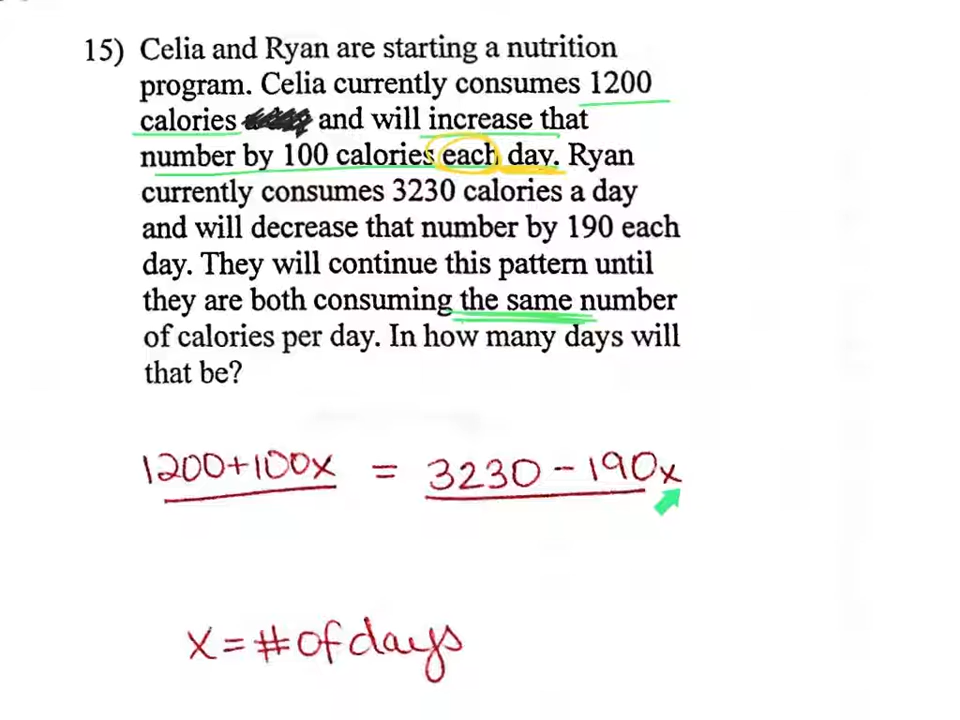 15) Celia and Ryan are starting a nutrition
program. Celia currently consumes 1200
calories and will increase that
number by 100 calories each day. Ryan
currently consumes 3230 calories a day
and will decrease that number by 190 each
day. They will continue this pattern until
they are both consuming the same number
of calories per day. In how many days will
that be?
1200+100x = 3230-190x
x=#ofdays